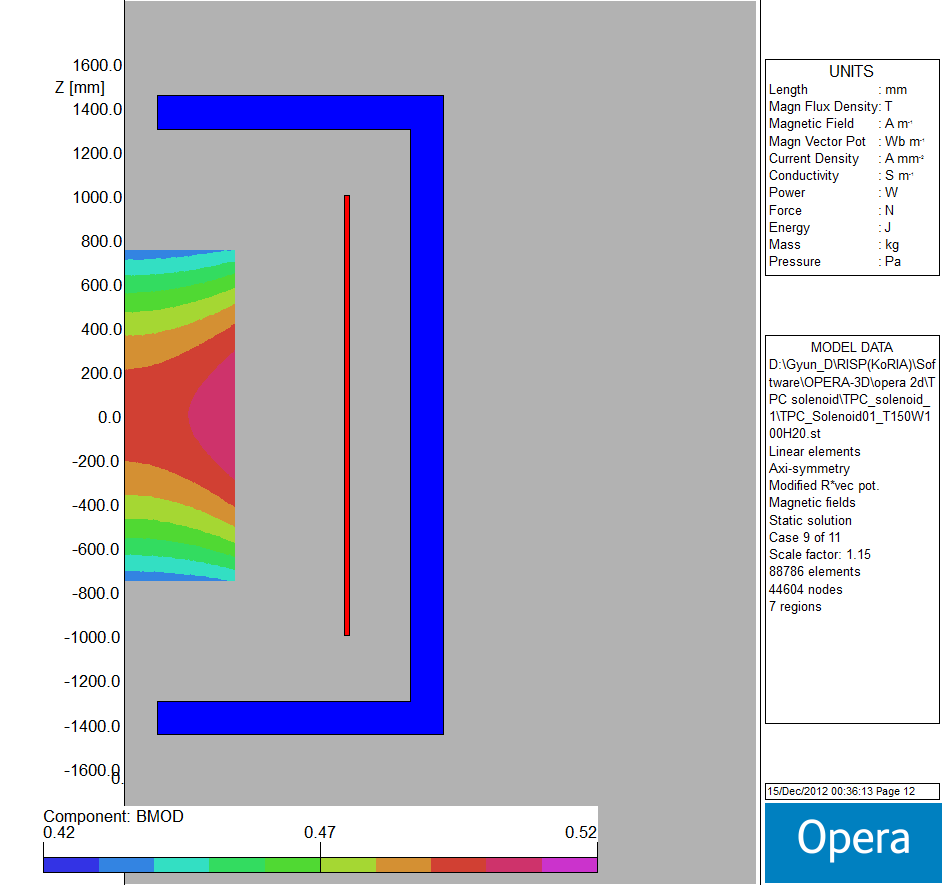 1600.0
Z [mm]
1400.0
1200.0
1000.0
800.0
600.0
400.0
200.0
0.0
-200.0
-400.0
-600.0
-800.0
-1000.0
-1200.0
-1400.0
-1600.0
0.
Component: BMOD
0.42 0.47 0.52
UNITS
Length : mm
Magn Flux Density: T
Magnetic Field : A m⁻¹
Magn Vector Pot : Wb m⁻¹
Current Density : A mm⁻²
Conductivity : S m⁻¹
Power : W
Force : N
Energy : J
Mass : kg
Pressure : Pa
MODEL DATA
D:\Gyun_D\RISP(KoRIA)\Sof
tware\OPERA-3D\opera 2d\T
PC solenoid\TPC_solenoid_
1\TPC_Solenoid01_T150W1
00H20.st
Linear elements
Axi-symmetry
Modified R*vec pot.
Magnetic fields
Static solution
Case 9 of 11
Scale factor: 1.15
88786 elements
44604 nodes
7 regions
15/Dec/2012 00:36:13 Page 12
Opera